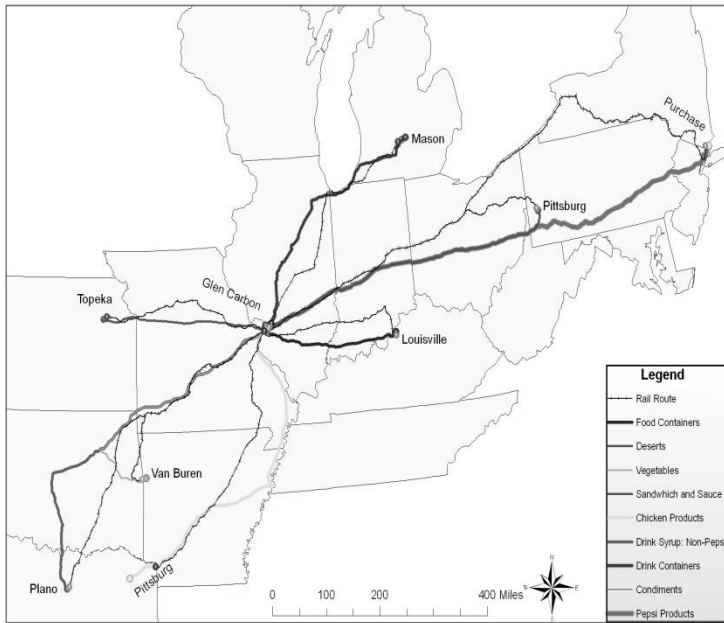 Purchase
Mason
Pittsburg
Glen Carbon
Topeka
Louisville
Van Buren
Pittsburg
Plano
0 100 200 400 Miles
N
W E
S
Legend
Rail Route
Food Containers
Deserts
Vegetables
Sandwhich and Sauce
Chicken Products
Drink Syrup: Non-Peps
Drink Containers
Condiments
Pepsi Products